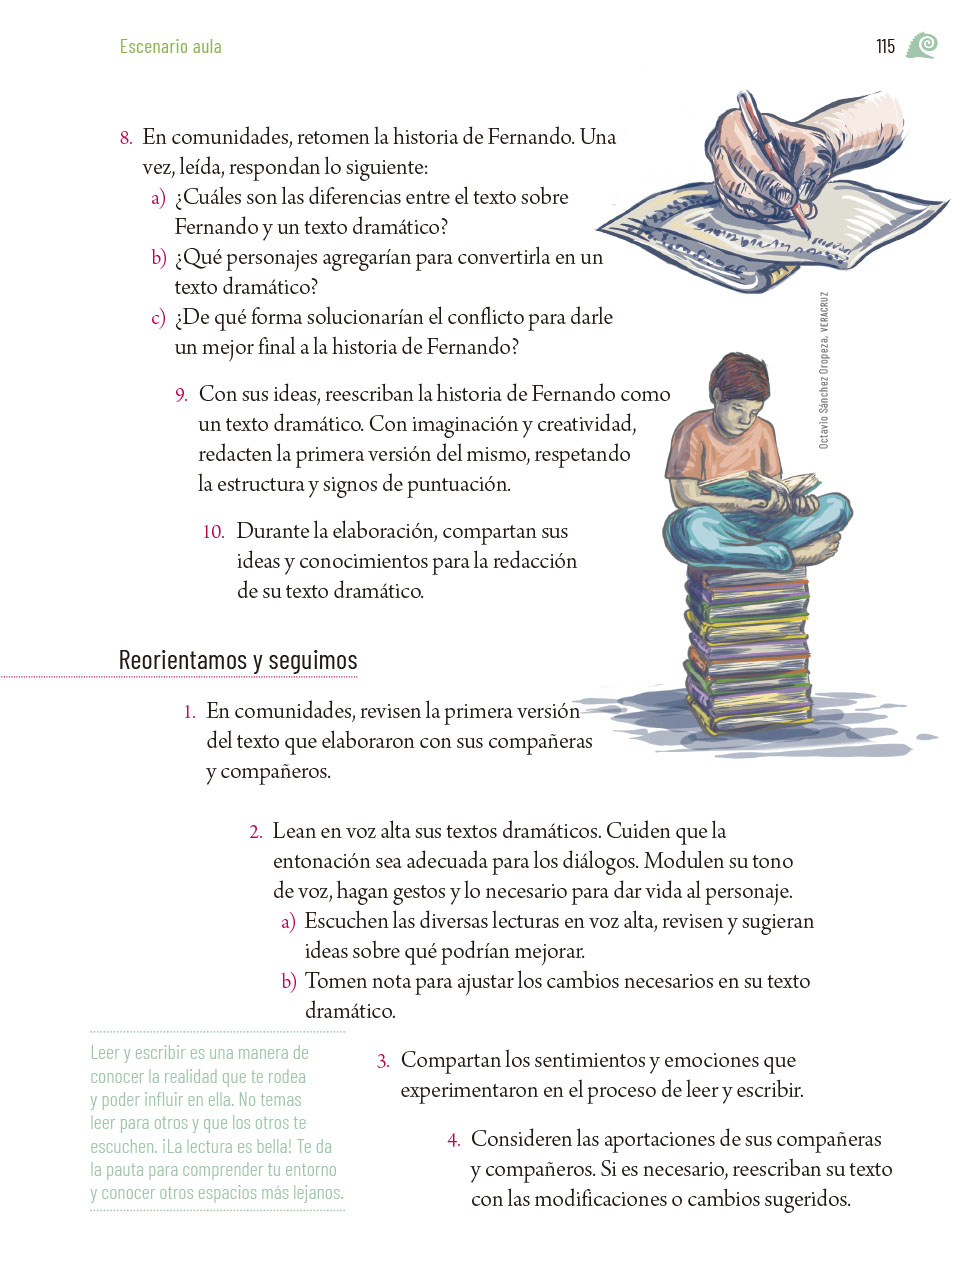 Escenario aula
115
8. En comunidades, retomen la historia de Fernando. Una
vez, leída, respondan lo siguiente:
a) ¿Cuáles son las diferencias entre el texto sobre
Fernando y un texto dramático?
b) ¿Qué personajes agregarían para convertirla en un
texto dramático?
c) ¿De qué forma solucionarían el conflicto para darle
un mejor final a la historia de Fernando?
Octavio Sánchez Oropeza, VERACRUZ
9. Con sus ideas, reescriban la historia de Fernando como
un texto dramático. Con imaginación y creatividad,
redacten la primera versión del mismo, respetando
la estructura y signos de puntuación.
10. Durante la elaboración, compartan sus
ideas y conocimientos para la redacción
de su texto dramático.
Reorientamos y seguimos
1. En comunidades, revisen la primera versión
del texto que elaboraron con sus compañeras
y compañeros.
2. Lean en voz alta sus textos dramáticos. Cuiden que la
entonación sea adecuada para los diálogos. Modulen su tono
de voz, hagan gestos y lo necesario para dar vida al personaje.
a) Escuchen las diversas lecturas en voz alta, revisen y sugieran
ideas sobre qué podrían mejorar.
b) Tomen nota para ajustar los cambios necesarios en su texto
dramático.
Leer y escribir es una manera de
conocer la realidad que te rodea
y poder influir en ella. No temas
leer para otros y que los otros te
escuchen. ¡La lectura es bella! Te da
la pauta para comprender tu entorno
y conocer otros espacios más lejanos.
3. Compartan los sentimientos y emociones que
experimentaron en el proceso de leer y escribir.
4. Consideren las aportaciones de sus compañeras
y compañeros. Si es necesario, reescriban su texto
con las modificaciones o cambios sugeridos.